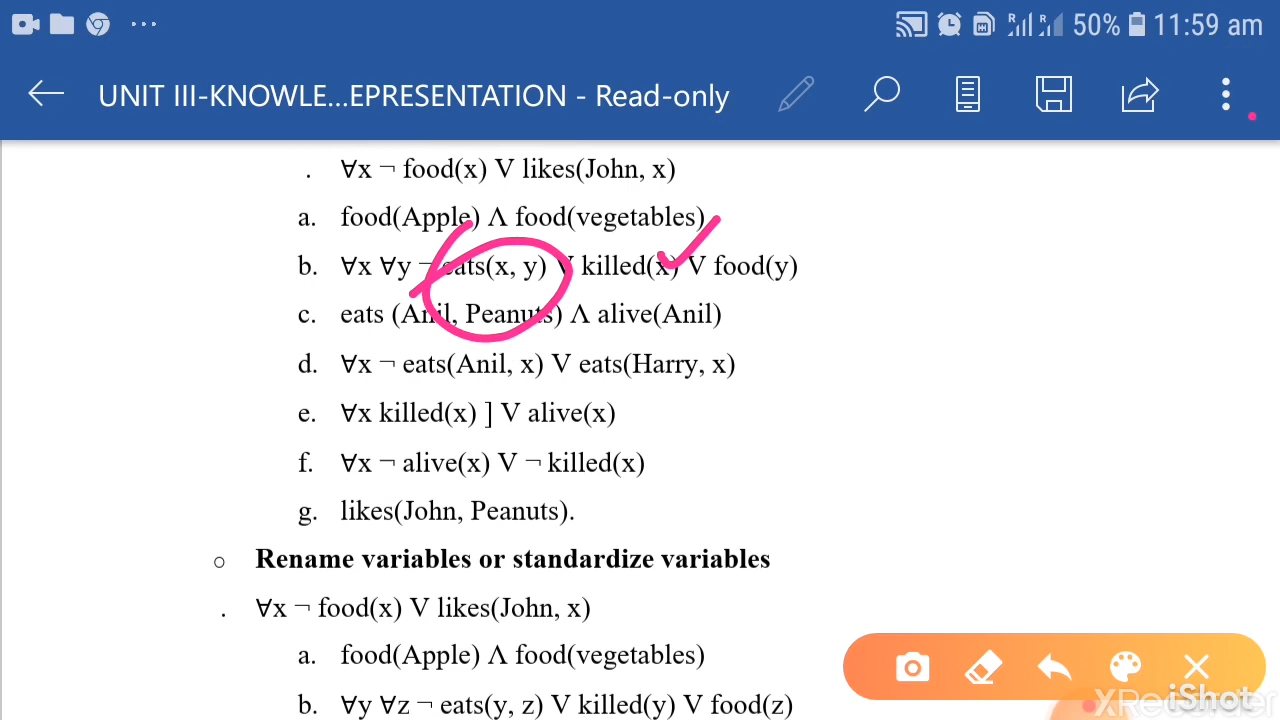 50% 11:59 am
UNIT III-KNOWLE...EPRESENTATION - Read-only
. ∀x ¬ food(x) V likes(John, x)
a. food(Apple) Λ food(vegetables)
b. ∀x ∀y ¬ eats(x, y) V killed(x) V food(y)
c. eats (Anil, Peanuts) Λ alive(Anil)
d. ∀x ¬ eats(Anil, x) V eats(Harry, x)
e. ∀x killed(x) ] V alive(x)
f. ∀x ¬ alive(x) V ¬ killed(x)
g. likes(John, Peanuts).
○ Rename variables or standardize variables
. ∀x ¬ food(x) V likes(John, x)
a. food(Apple) Λ food(vegetables)
b. ∀y ∀z ¬ eats(y, z) V killed(y) V food(z)
iShot
XRecorder